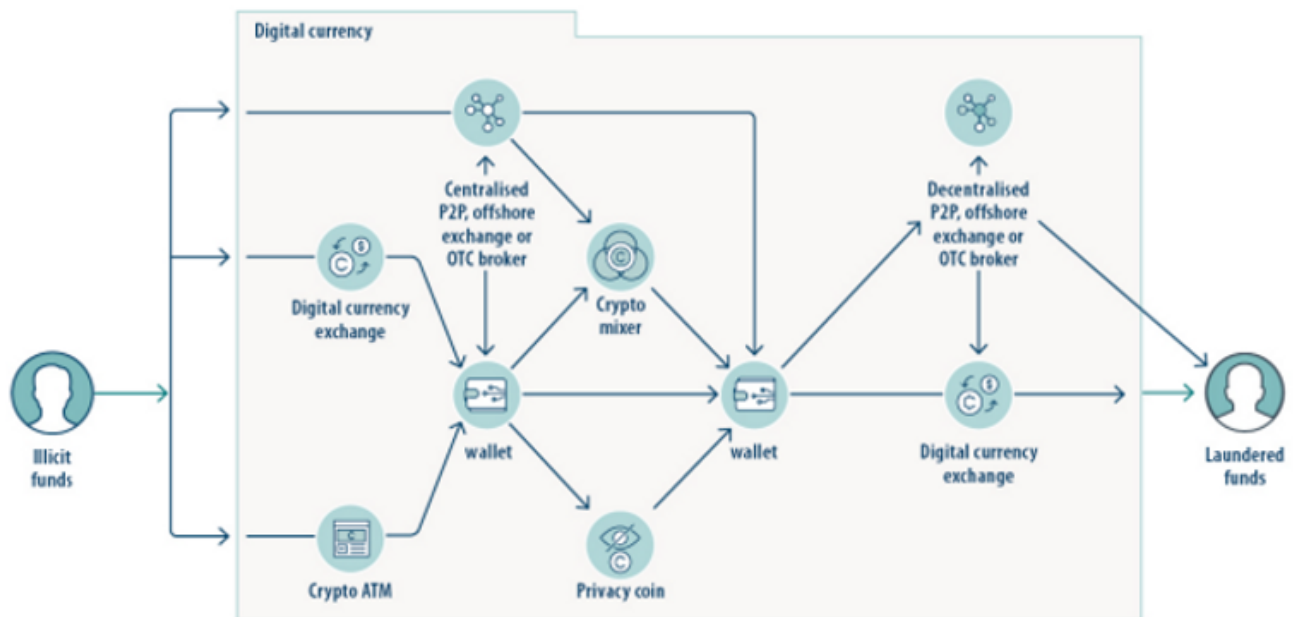 Digital currency
Centralised
P2P, offshore
exchange or
OTC broker
Decentralised
P2P, offshore
exchange or
OTC broker
Digital currency
exchange
Crypto
mixer
Illicit
funds
wallet
wallet
Digital currency
exchange
Laundered
funds
Crypto ATM
Privacy coin